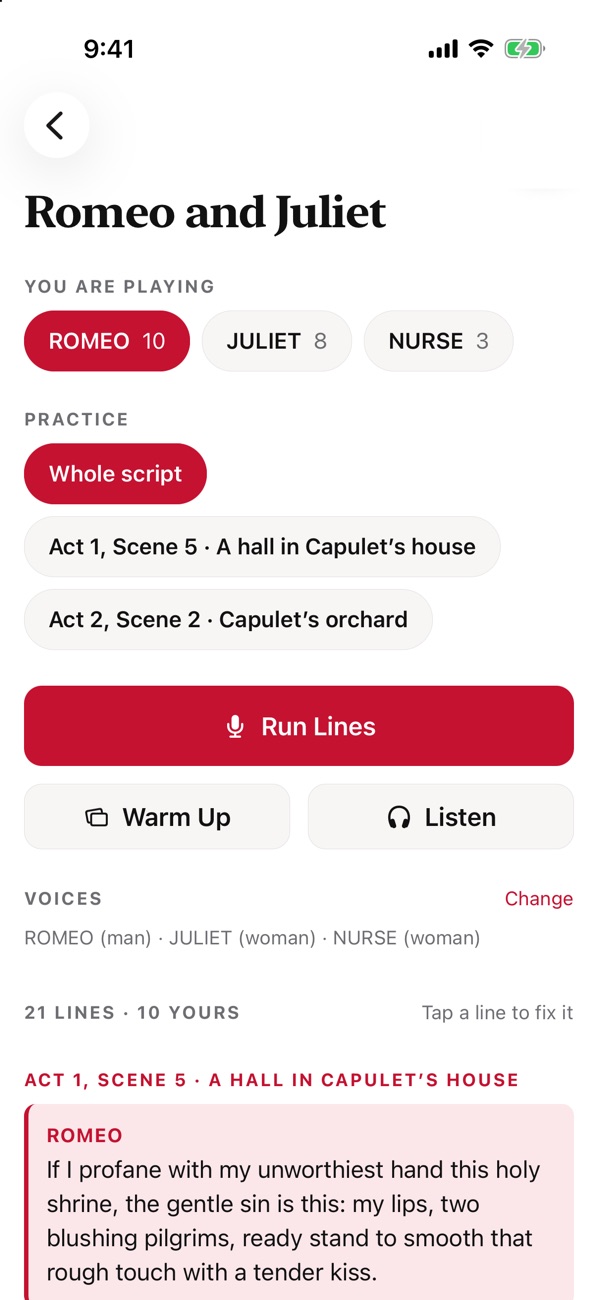 9:41
Romeo and Juliet
YOU ARE PLAYING
ROMEO 10 JULIET 8 NURSE 3
PRACTICE
Whole script
Act 1, Scene 5 · A hall in Capulet’s house
Act 2, Scene 2 · Capulet’s orchard
Run Lines
Warm Up Listen
VOICES Change
ROMEO (man) · JULIET (woman) · NURSE (woman)
21 LINES · 10 YOURS Tap a line to fix it
ACT 1, SCENE 5 · A HALL IN CAPULET’S HOUSE
ROMEO
If I profane with my unworthiest hand this holy
shrine, the gentle sin is this: my lips, two
blushing pilgrims, ready stand to smooth that
rough touch with a tender kiss.